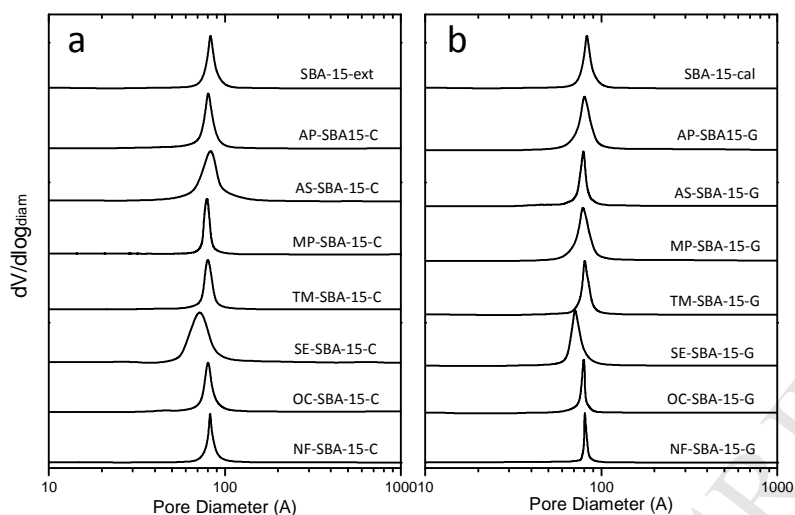 a
SBA-15-ext
AP-SBA15-C
AS-SBA-15-C
MP-SBA-15-C
TM-SBA-15-C
SE-SBA-15-C
OC-SBA-15-C
NF-SBA-15-C
10
100
1000
Pore Diameter (A)
dV/dlogdiam
b
SBA-15-cal
AP-SBA15-G
AS-SBA-15-G
MP-SBA-15-G
TM-SBA-15-G
SE-SBA-15-G
OC-SBA-15-G
NF-SBA-15-G
10
100
1000
Pore Diameter (A)